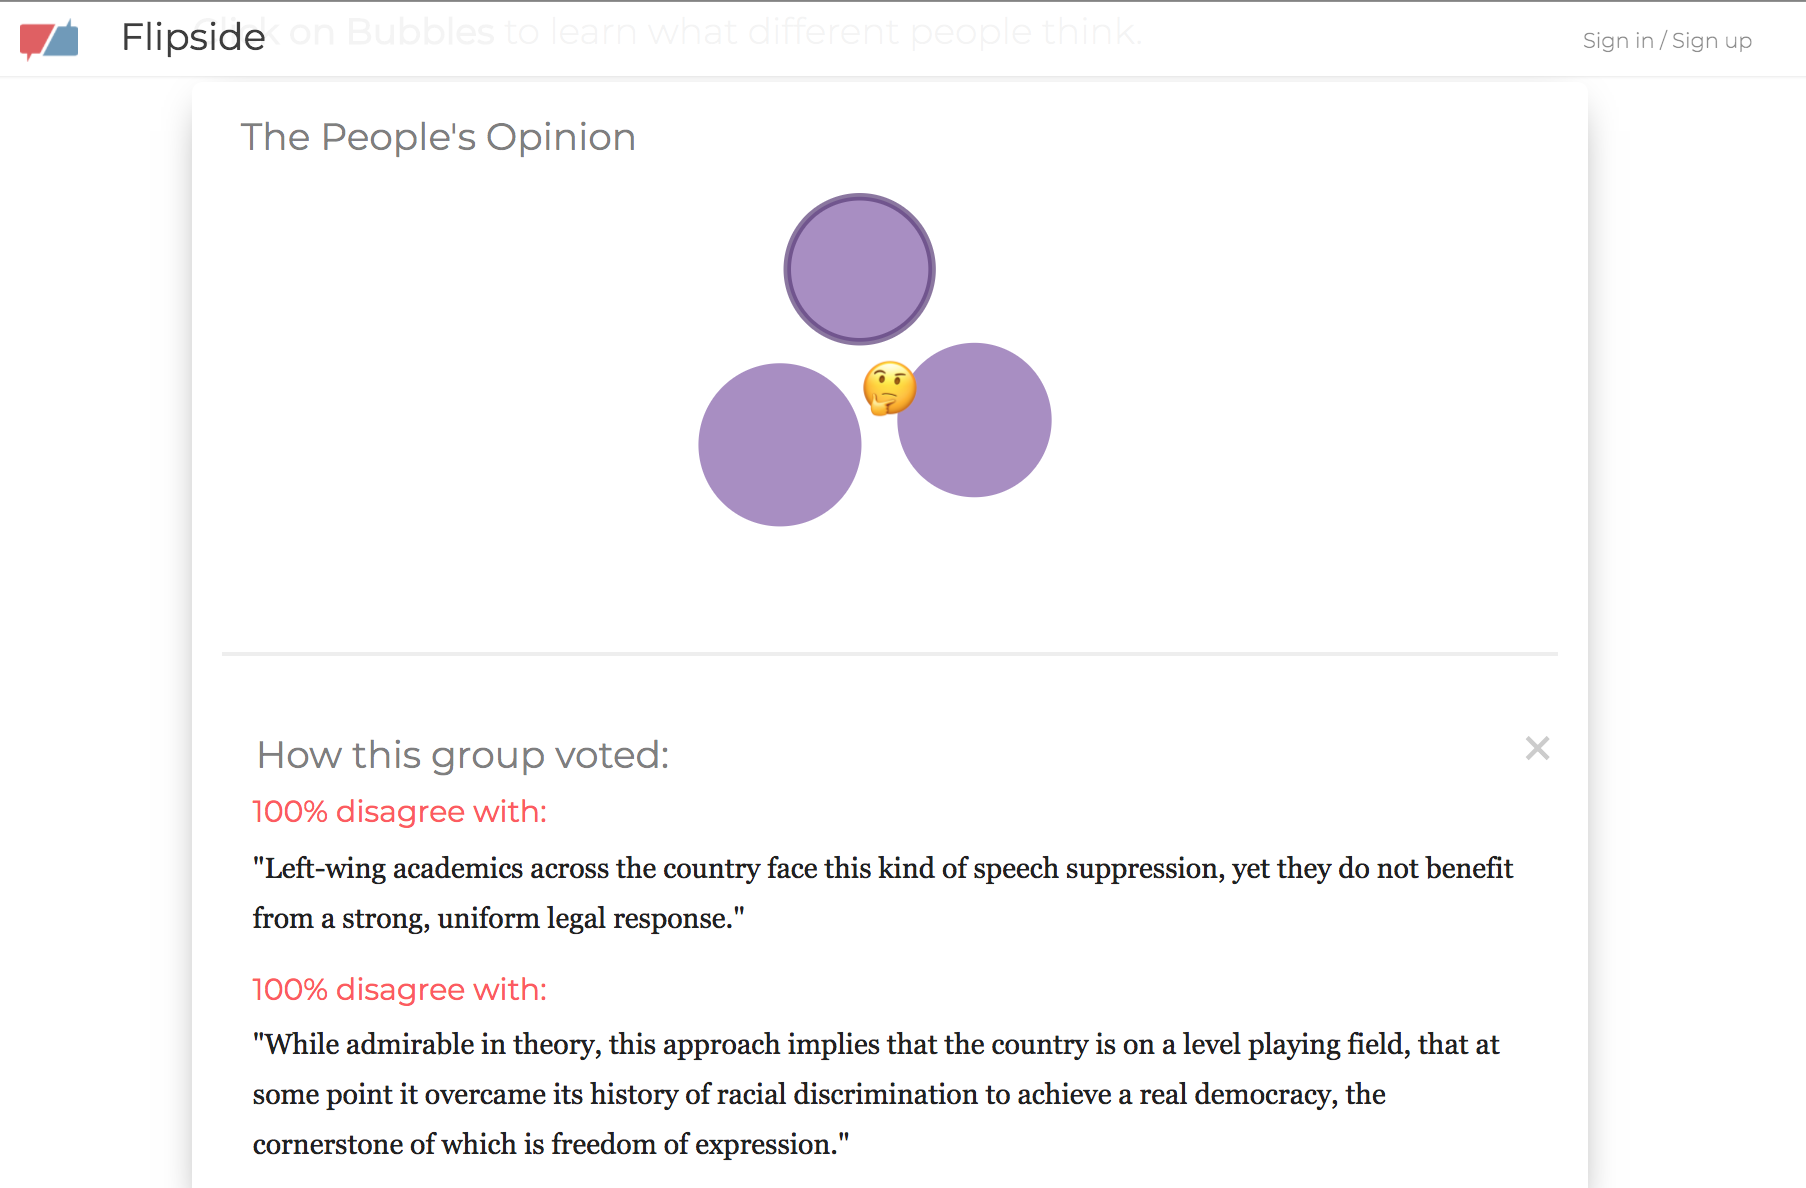 Flipside
Click on Bubbles to learn what different people think.
Sign in / Sign up
The People's Opinion
How this group voted:
100% disagree with:
"Left-wing academics across the country face this kind of speech suppression, yet they do not benefit
from a strong, uniform legal response."
100% disagree with:
"While admirable in theory, this approach implies that the country is on a level playing field, that at
some point it overcame its history of racial discrimination to achieve a real democracy, the
cornerstone of which is freedom of expression."